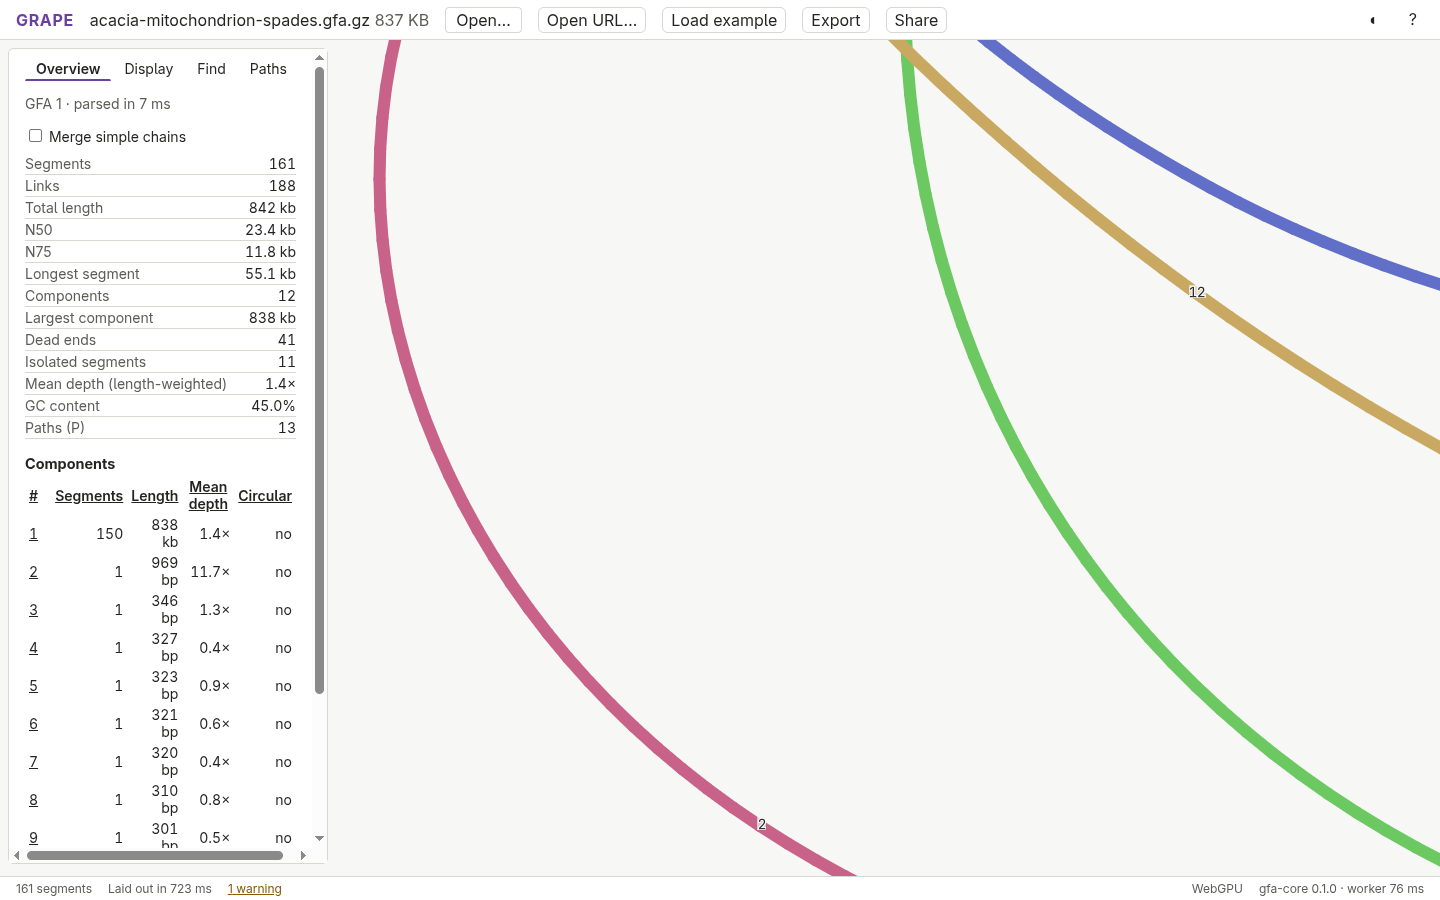 GRAPE acacia-mitochondrion-spades.gfa.gz 837 KB Open... Open URL... Load example Export Share ?
Overview Display Find Paths
GFA 1 · parsed in 7 ms
Merge simple chains
Segments 161
Links 188
Total length 842 kb
N50 23.4 kb
N75 11.8 kb
Longest segment 55.1 kb
Components 12
Largest component 838 kb
Dead ends 41
Isolated segments 11
Mean depth (length-weighted) 1.4×
GC content 45.0%
Paths (P) 13
Components
# Segments Length Mean depth Circular
1 150 838 kb 1.4× no
2 1 969 bp 11.7× no
3 1 346 bp 1.3× no
4 1 327 bp 0.4× no
5 1 323 bp 0.9× no
6 1 321 bp 0.6× no
7 1 320 bp 0.4× no
8 1 310 bp 0.8× no
9 1 301 bp 0.5× no
12
2
161 segments Laid out in 723 ms 1 warning WebGPU gfa-core 0.1.0 · worker 76 ms